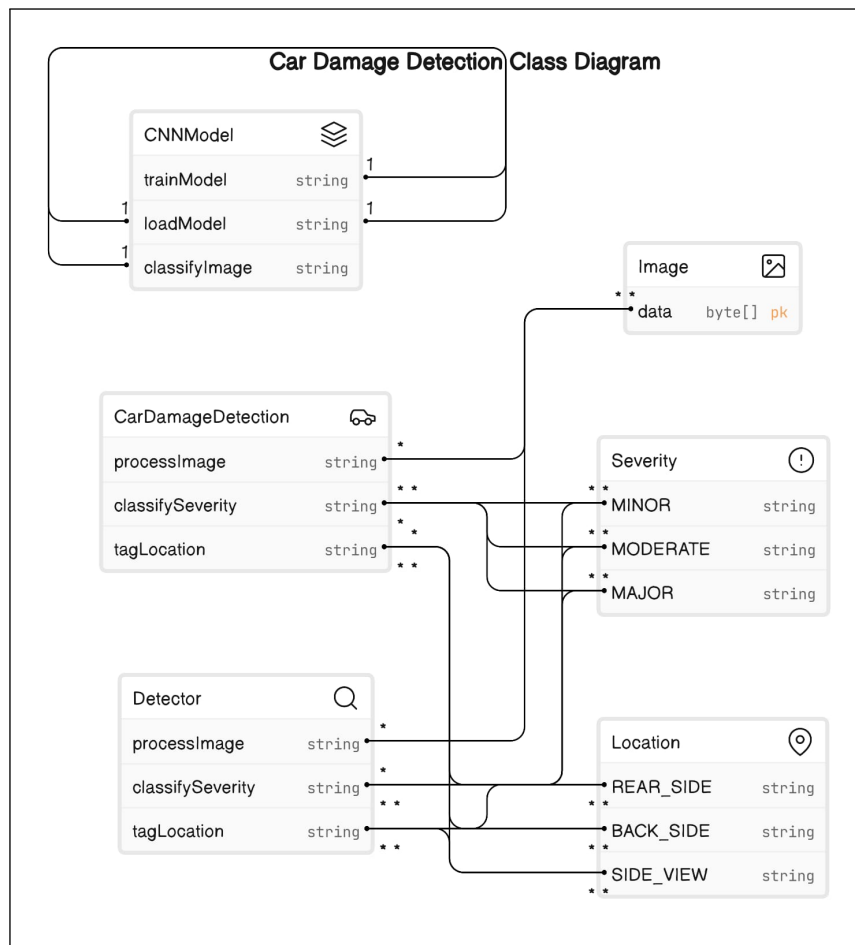 Car Damage Detection Class Diagram
CNNModel
trainModel string 1
1 loadModel string 1
1 classifyImage string
Image
* *
data byte[] pk
CarDamageDetection
*
processImage string
* *
classifySeverity string
* *
tagLocation string
* *
Severity
* *
MINOR string
* *
MODERATE string
* *
MAJOR string
Detector
*
processImage string
*
classifySeverity string
* *
tagLocation string
* *
Location
REAR_SIDE string
* *
BACK_SIDE string
* *
SIDE_VIEW string
* *